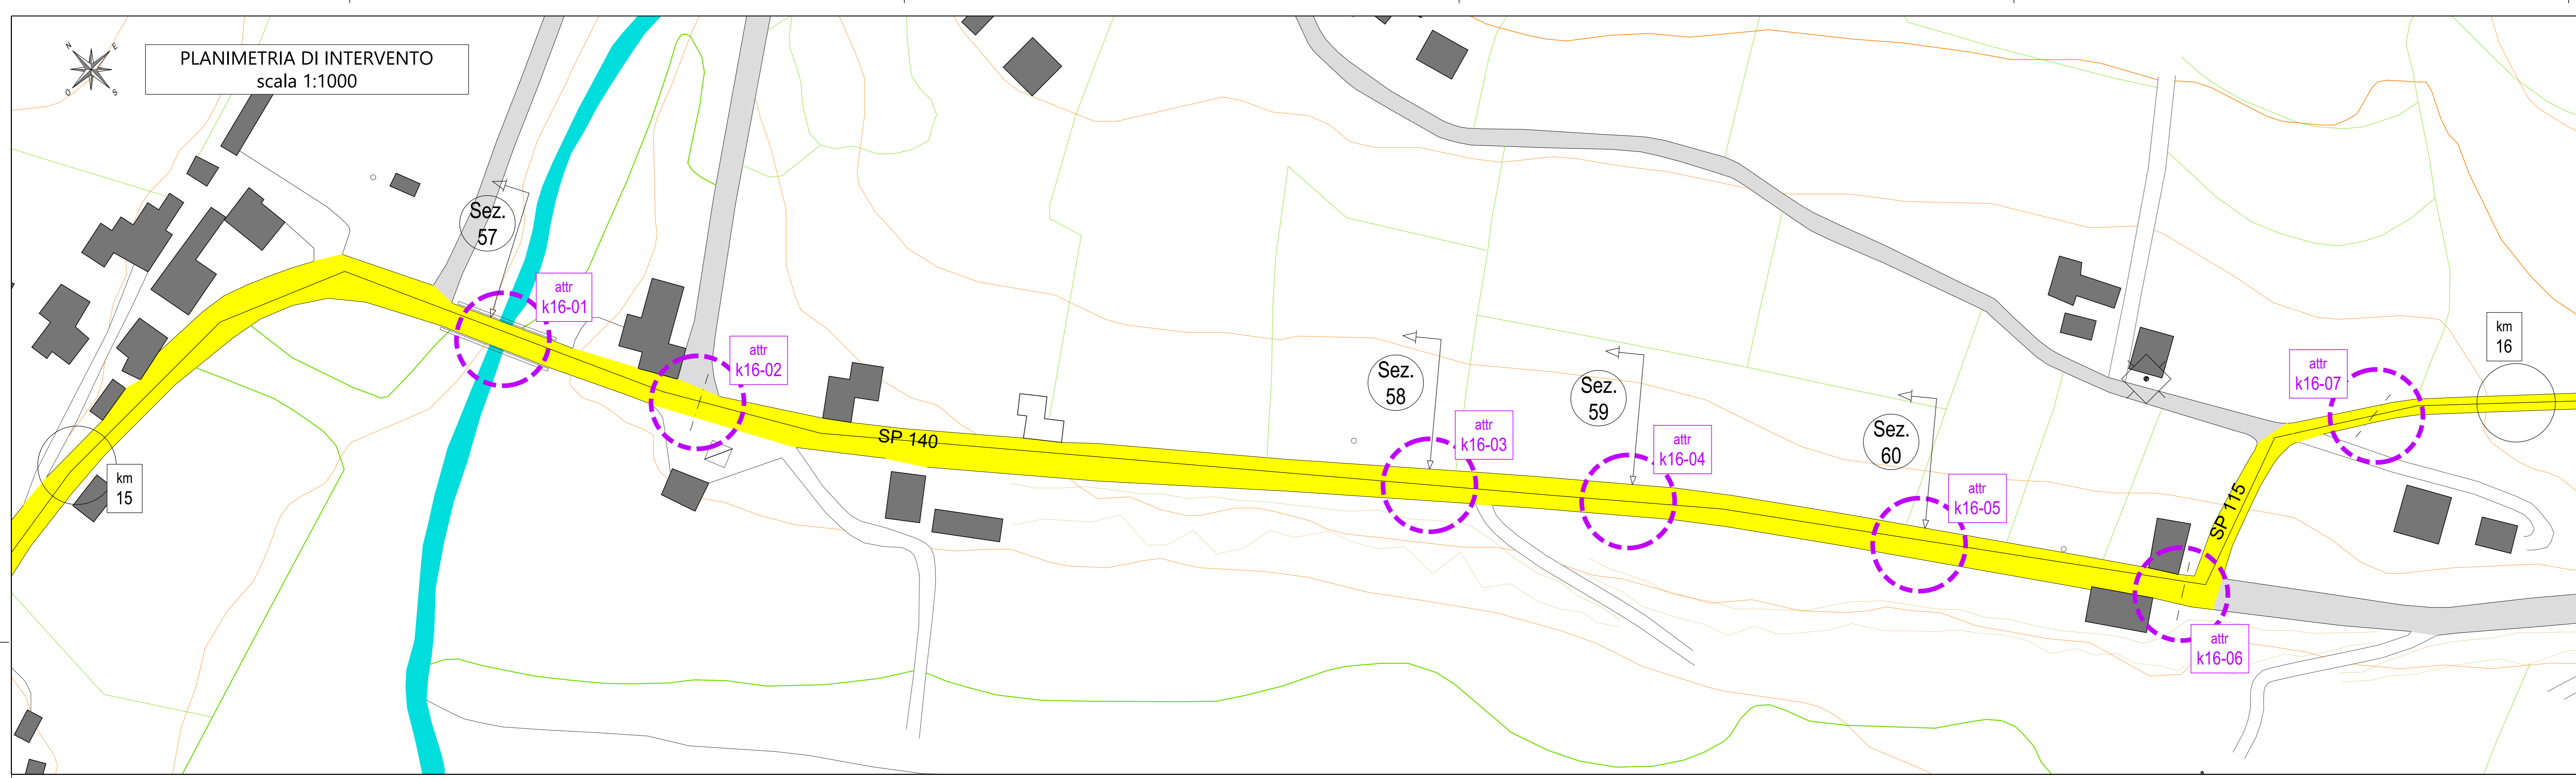 PLANIMETRIA DI INTERVENTO
scala 1:1000
N
E
O
S
Sez.
57
attr
k16-01
attr
k16-02
km
15
SP 140
Sez.
58
attr
k16-03
Sez.
59
attr
k16-04
Sez.
60
attr
k16-05
SP 115
attr
k16-06
attr
k16-07
km
16